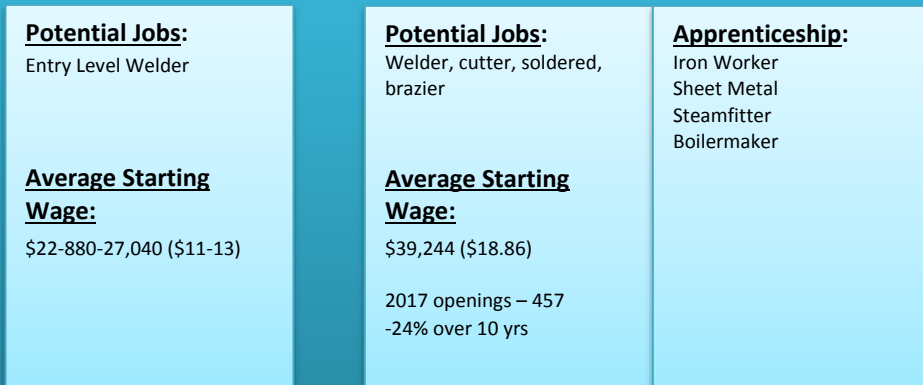 Potential Jobs:
Entry Level Welder
Average Starting
Wage:
$22-880-27,040 ($11-13)
Potential Jobs:
Welder, cutter, soldered,
brazier
Average Starting
Wage:
$39,244 ($18.86)
2017 openings – 457
-24% over 10 yrs
Apprenticeship:
Iron Worker
Sheet Metal
Steamfitter
Boilermaker